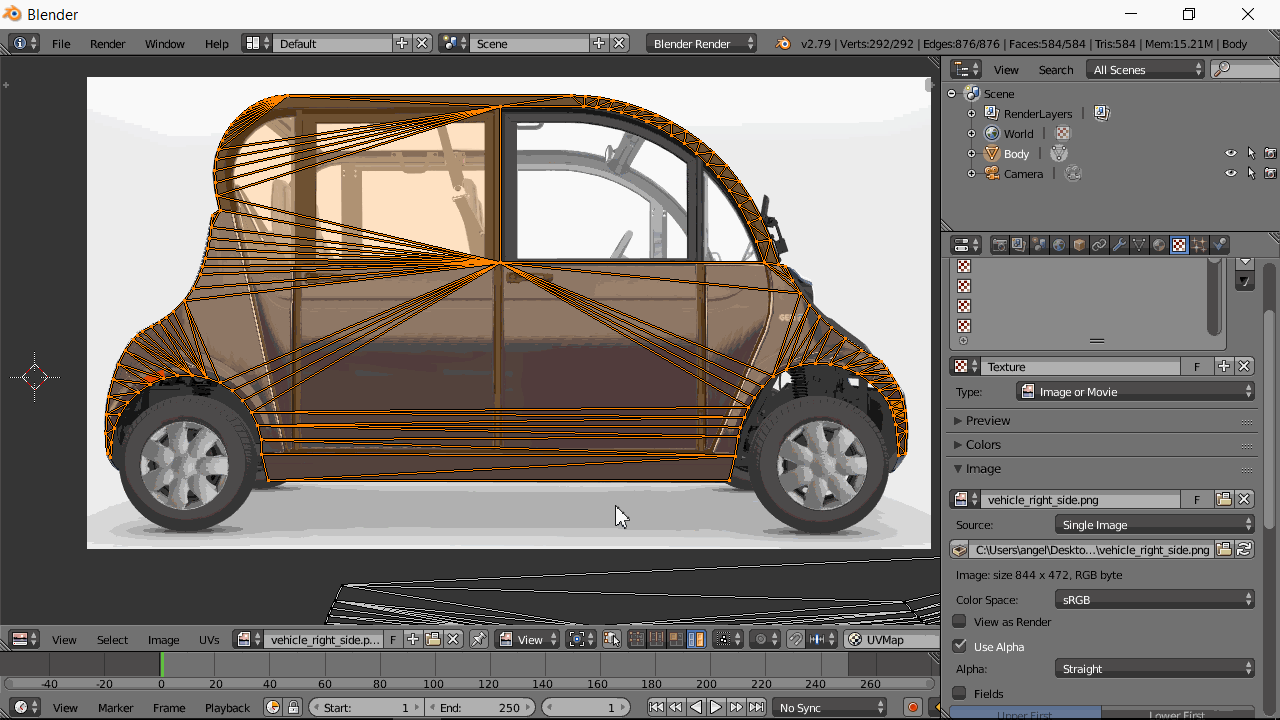 Blender
File Render Window Help Default Scene Blender Render v2.79 | Verts:292/292 | Edges:876/876 | Faces:584/584 | Tris:584 | Mem:15.21M | Body
View Search All Scenes
Scene
RenderLayers
World
Body
Camera
Texture F
Type: Image or Movie
Preview
Colors
Image
vehicle_right_side.png F
Source: Single Image
C:\Users\angel\Deskto...\vehicle_right_side.png
Image: size 844 x 472, RGB byte
Color Space: sRGB
View as Render
Use Alpha
Alpha: Straight
Fields
Upper First Lower First
View Select Image UVs vehicle_right_side.p... F View UVMap
-40 -20 0 20 40 60 80 100 120 140 160 180 200 220 240 260
View Marker Frame Playback Start: 1 End: 250 1 No Sync